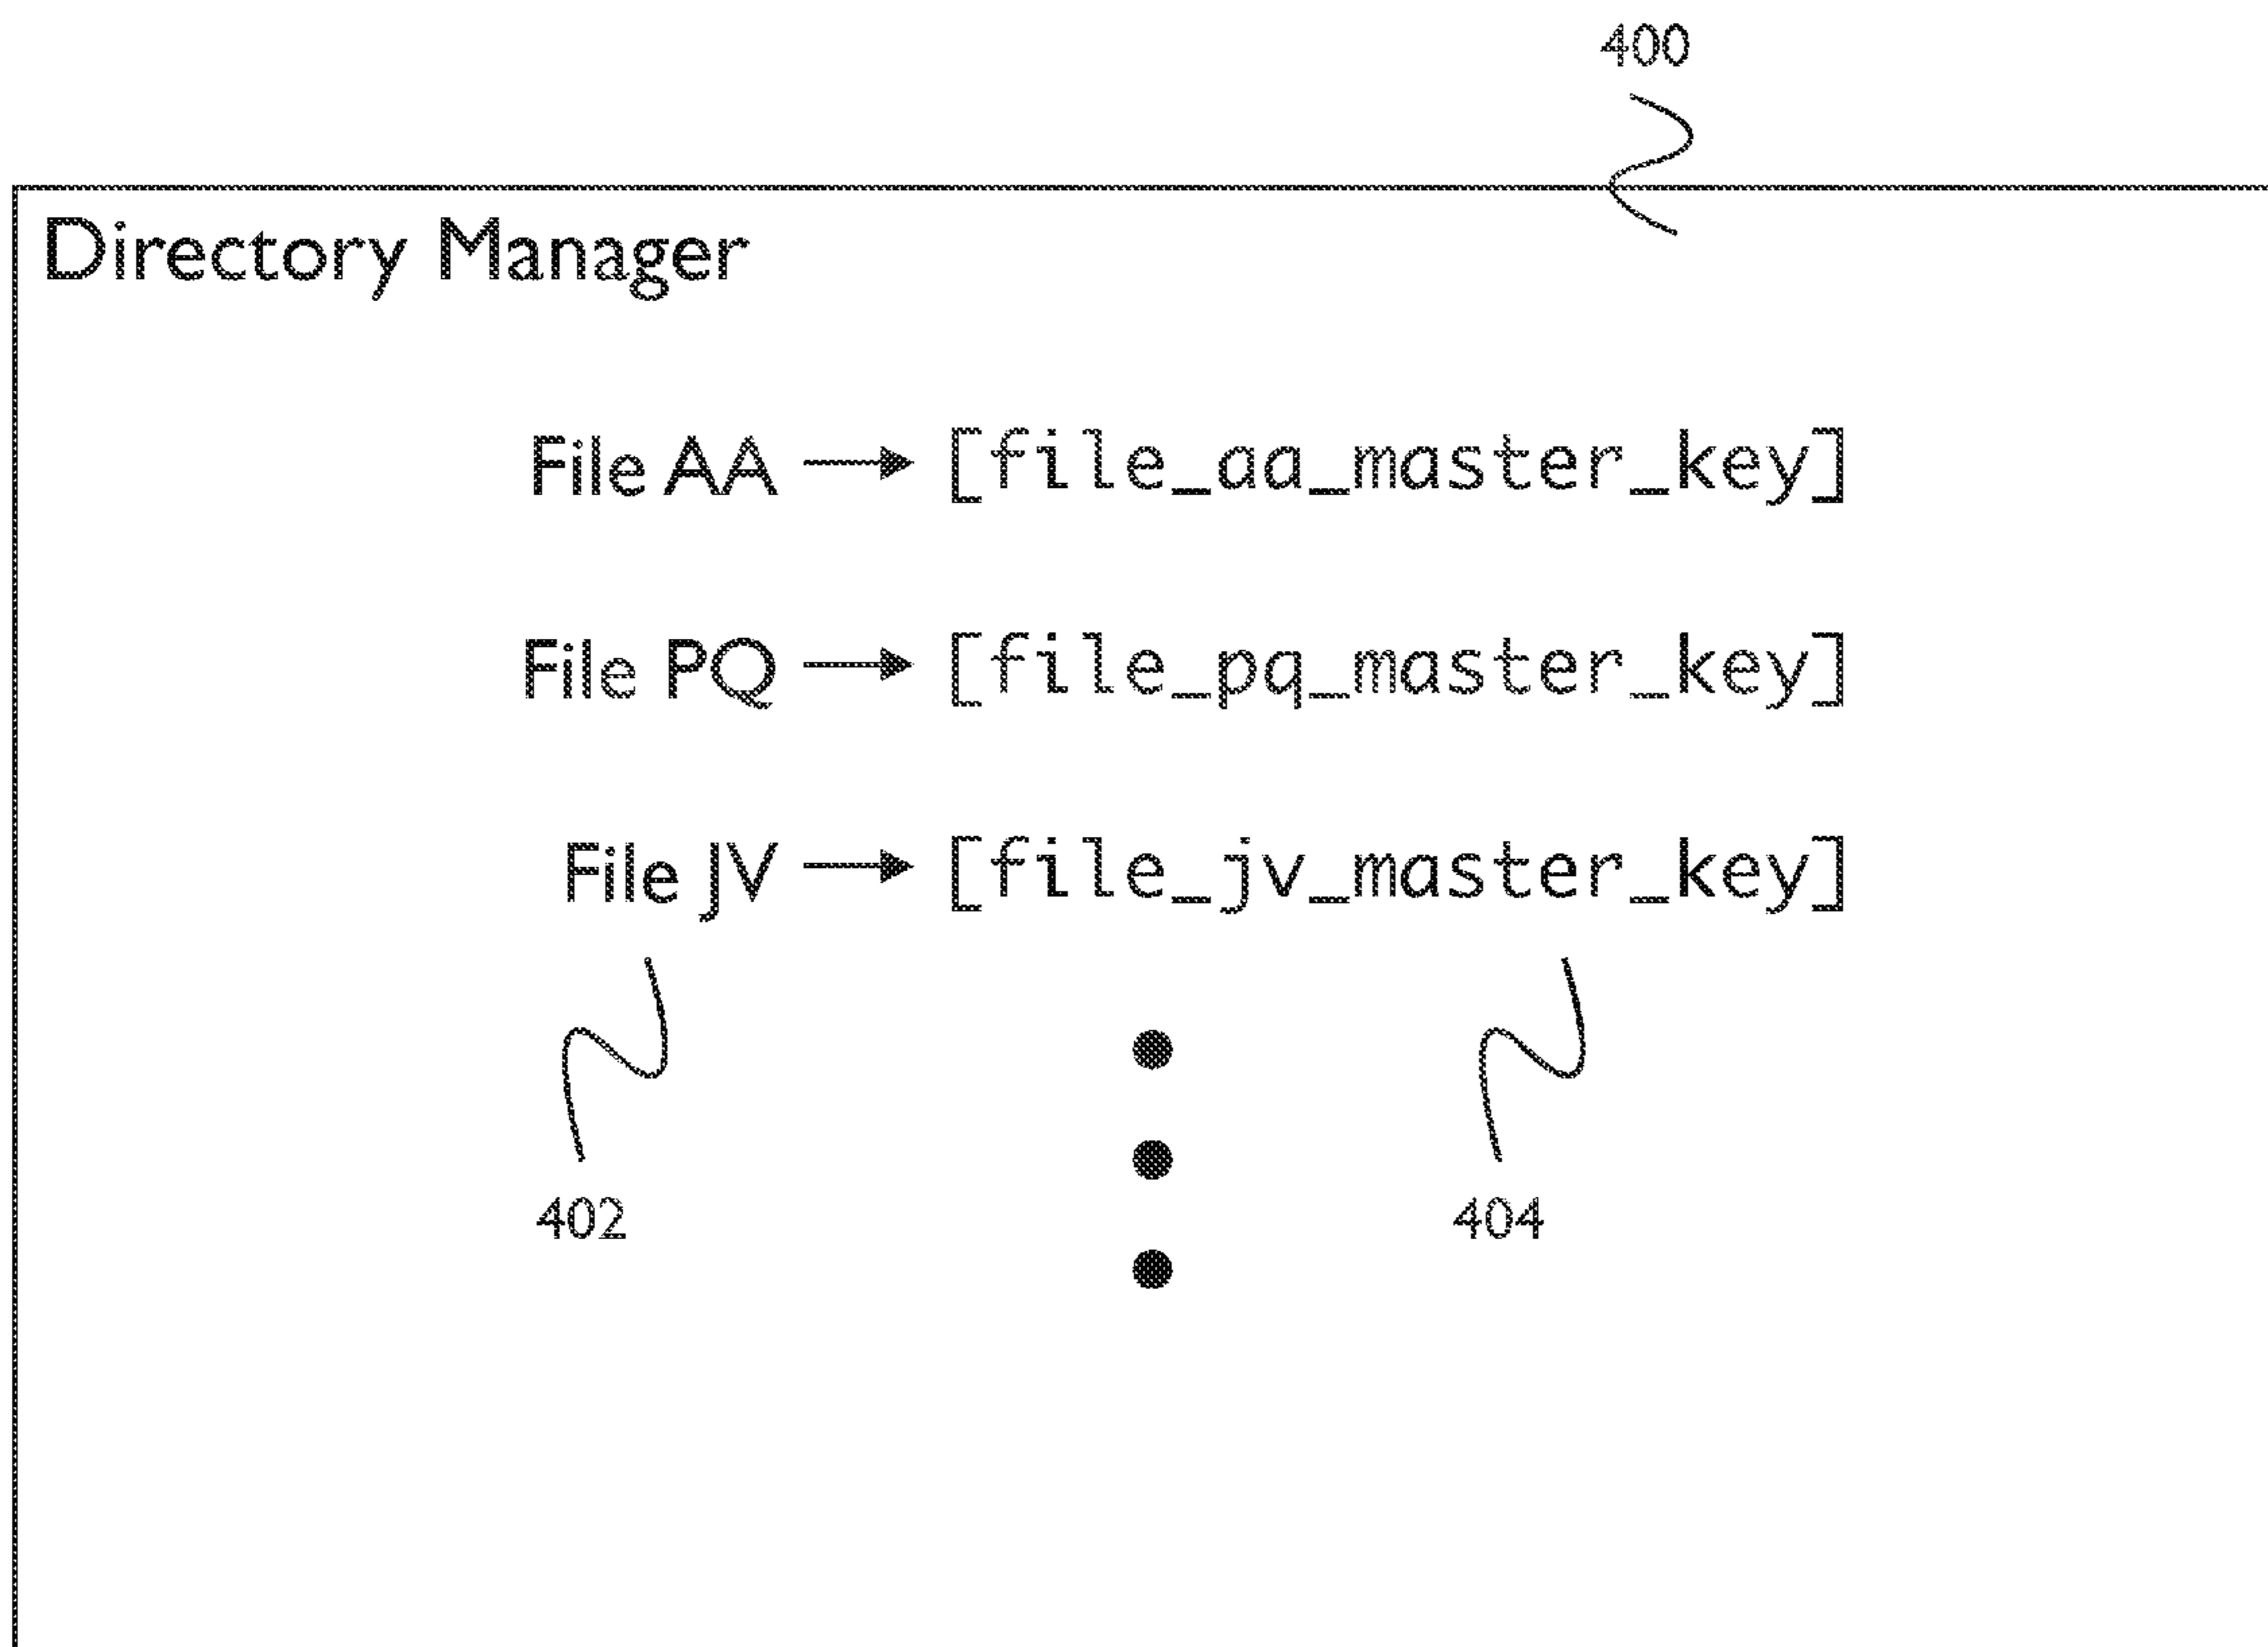 400
Directory Manager
File AA → [file_aa_master_key]
File PQ → [file_pq_master_key]
File JV → [file_jv_master_key]
402 404